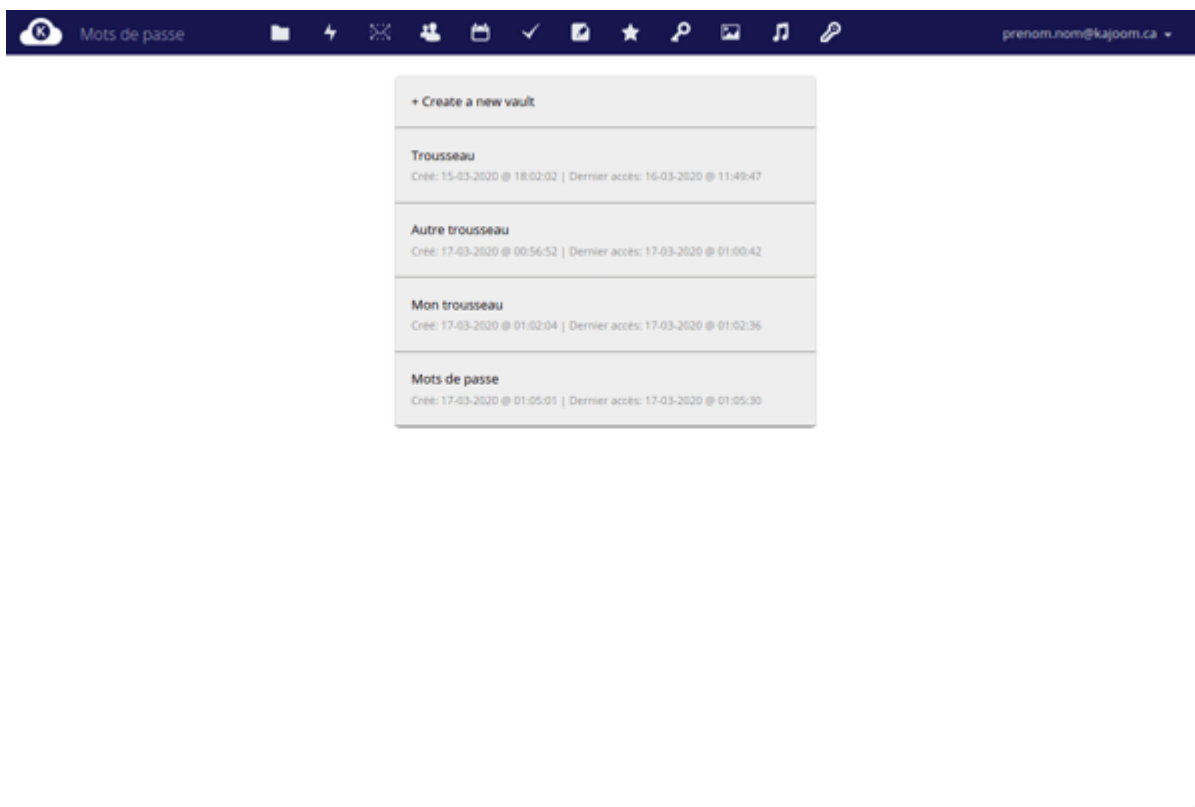 K
Mots de passe
prenom.nom@kajoom.ca
+ Create a new vault
Trousseau
Créé: 15-03-2020 @ 18:02:02 | Dernier accès: 16-03-2020 @ 11:49:47
Autre trousseau
Créé: 17-03-2020 @ 00:56:52 | Dernier accès: 17-03-2020 @ 01:00:42
Mon trousseau
Créé: 17-03-2020 @ 01:02:04 | Dernier accès: 17-03-2020 @ 01:02:36
Mots de passe
Créé: 17-03-2020 @ 01:05:01 | Dernier accès: 17-03-2020 @ 01:05:30